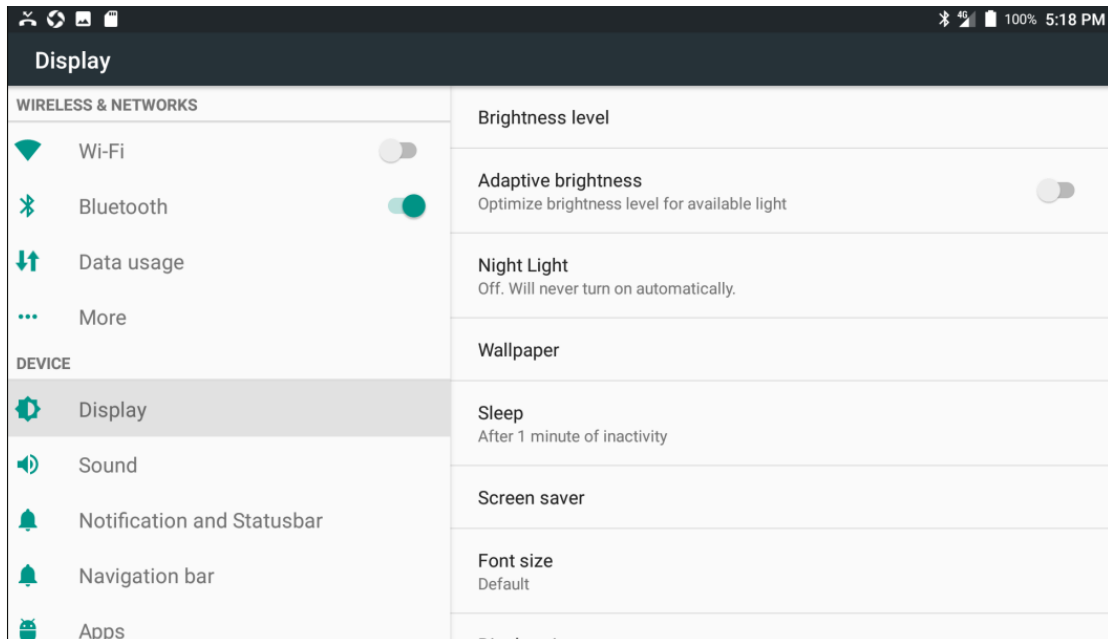 4G 100% 5:18 PM
Display
WIRELESS & NETWORKS
Wi-Fi
Bluetooth
Data usage
More
DEVICE
Display
Sound
Notification and Statusbar
Navigation bar
Apps
Brightness level
Adaptive brightness
Optimize brightness level for available light
Night Light
Off. Will never turn on automatically.
Wallpaper
Sleep
After 1 minute of inactivity
Screen saver
Font size
Default